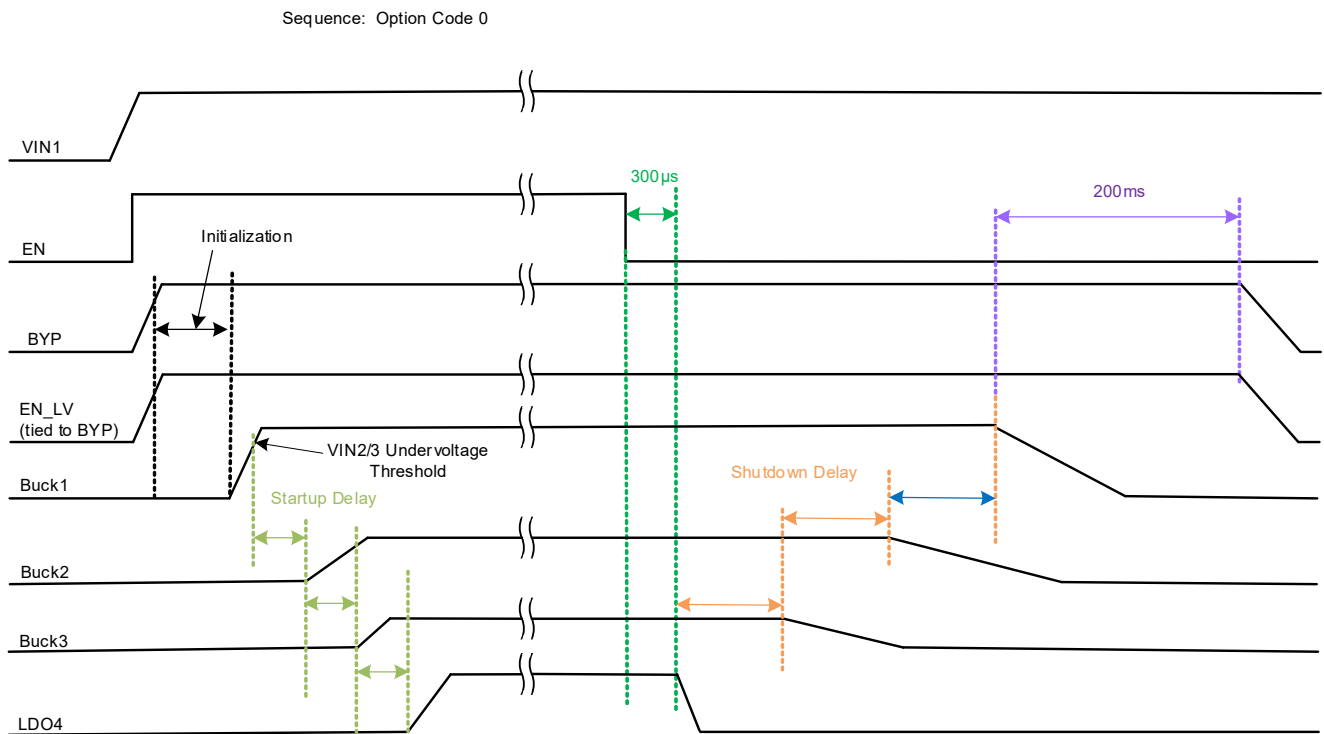 Sequence: Option Code 0
VIN1
300µs
200ms
Initialization
EN
BYP
EN_LV
(tied to BYP)
VIN2/3 Undervoltage
Threshold
Shutdown Delay
Buck1
Startup Delay
Buck2
Buck3
LDO4